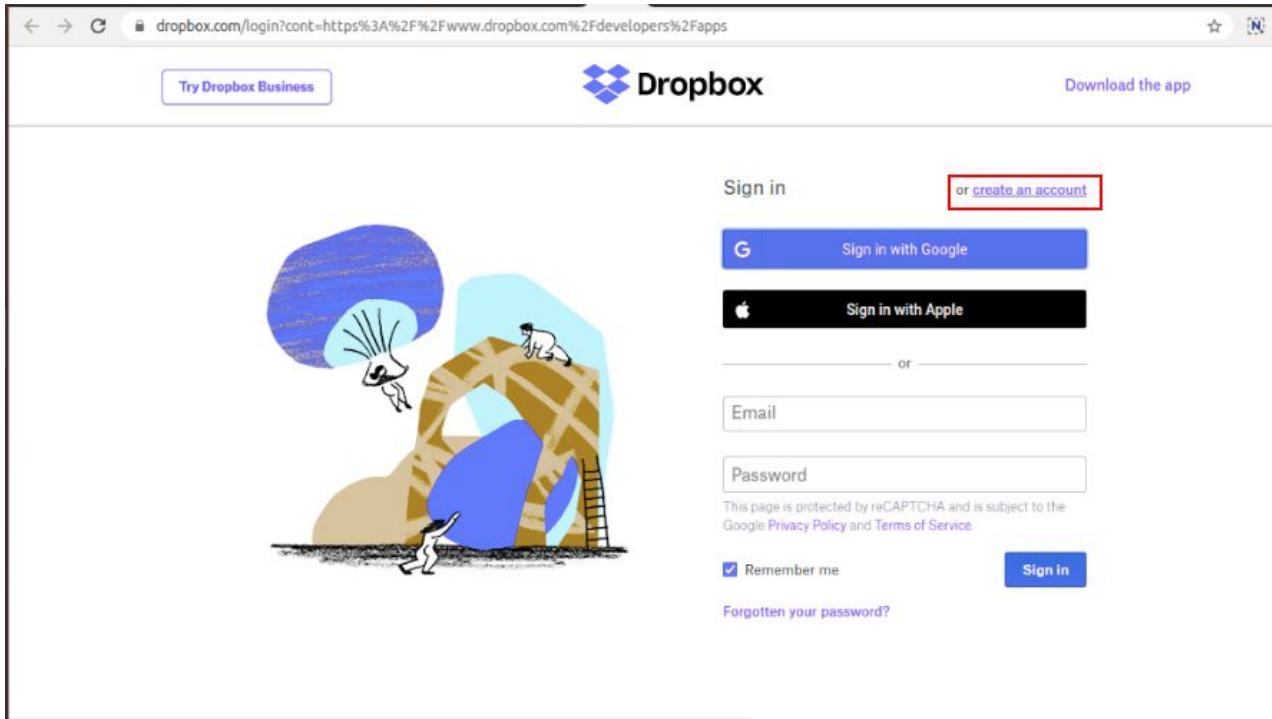 dropbox.com/login?cont=https%3A%2F%2Fwww.dropbox.com%2Fdevelopers%2Fapps
N
Try Dropbox Business
Dropbox
Download the app
Sign in
or create an account
G Sign in with Google
Sign in with Apple
or
Email
Password
This page is protected by reCAPTCHA and is subject to the
Google Privacy Policy and Terms of Service.
Remember me
Sign in
Forgotten your password?